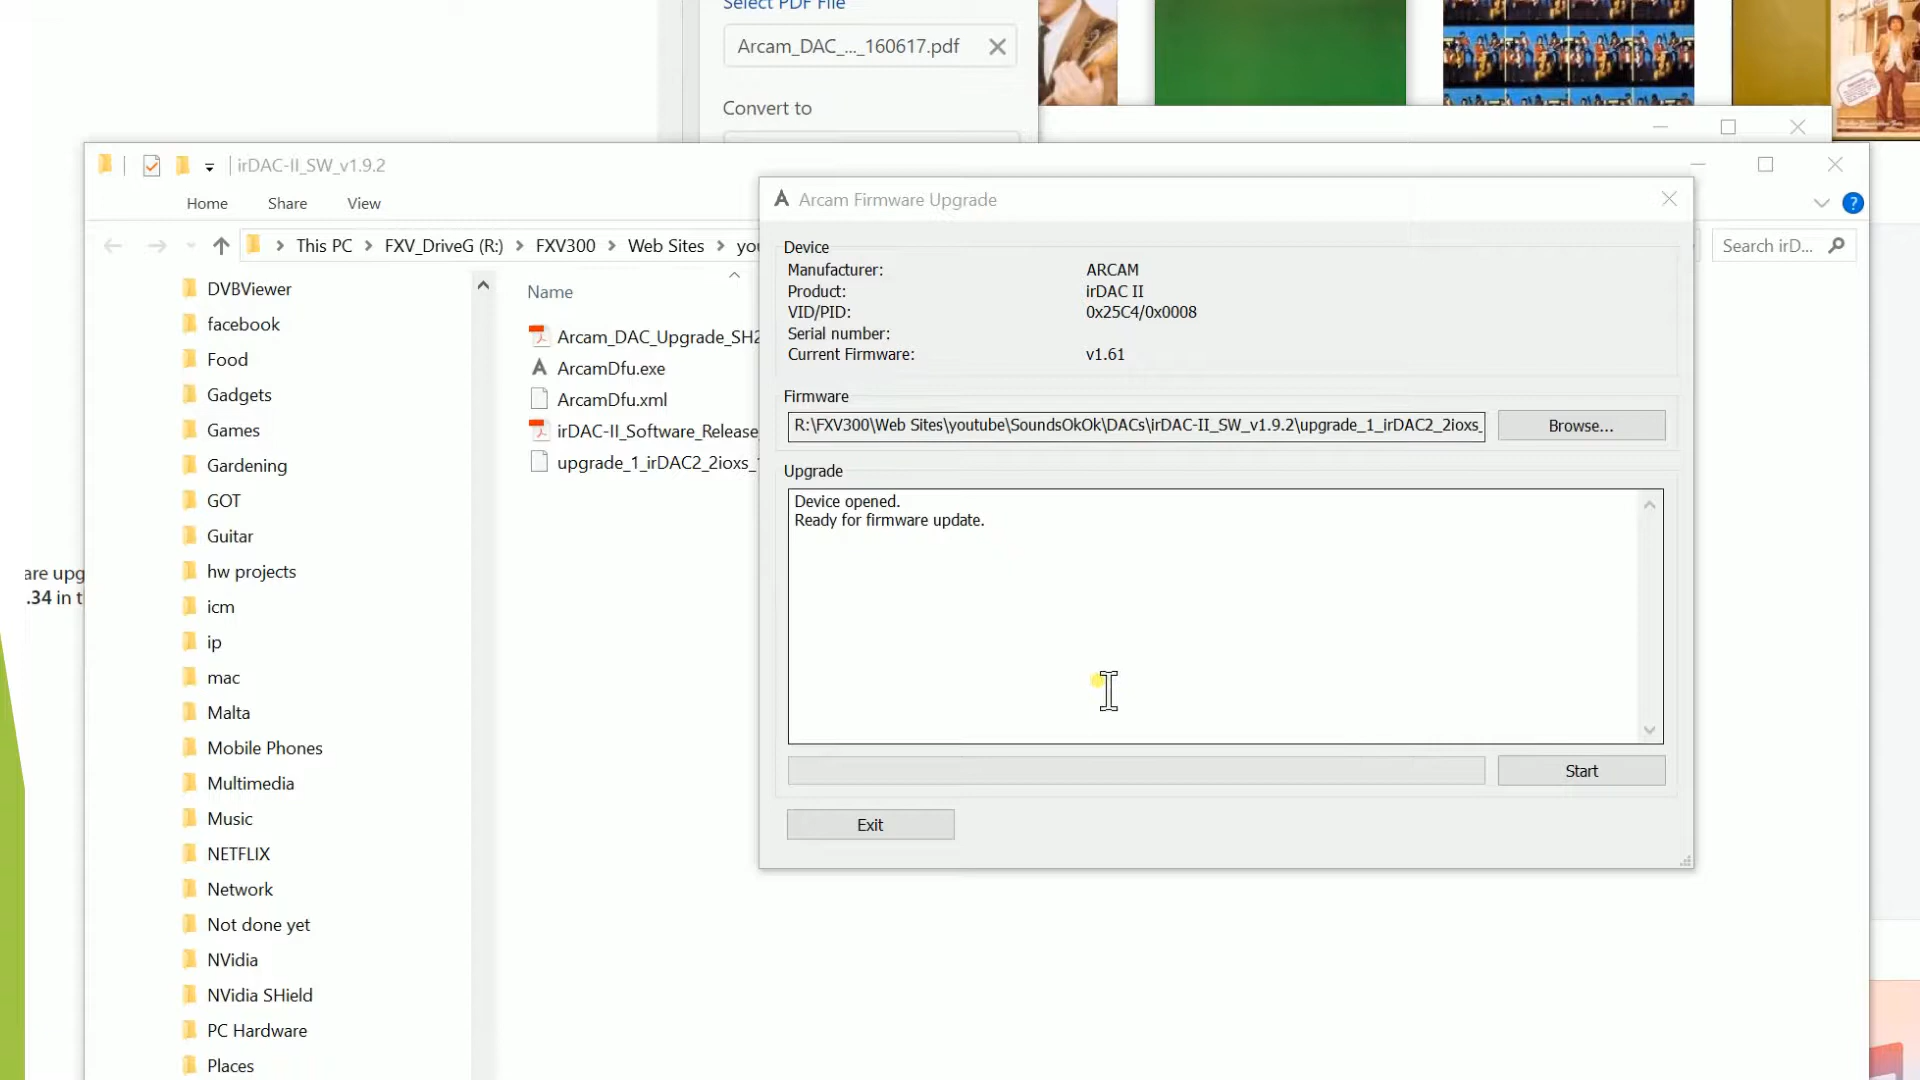 Select PDF File
Arcam_DAC_..._160617.pdf
Convert to
irDAC-II_SW_v1.9.2
Home Share View
This PC FXV_DriveG (R:) FXV300 Web Sites you
Search irD...
DVBViewer
facebook
Food
Gadgets
Games
Gardening
GOT
Guitar
hw projects
icm
ip
mac
Malta
Mobile Phones
Multimedia
Music
NETFLIX
Network
Not done yet
NVidia
NVidia SHield
PC Hardware
Places
Name
Arcam_DAC_Upgrade_SH2
ArcamDfu.exe
ArcamDfu.xml
irDAC-II_Software_Release_
upgrade_1_irDAC2_2ioxs_
are upg
.34 in t
Arcam Firmware Upgrade
Device
Manufacturer: ARCAM
Product: irDAC II
VID/PID: 0x25C4/0x0008
Serial number:
Current Firmware: v1.61
Firmware
R:\FXV300\Web Sites\youtube\SoundsOkOk\DACs\irDAC-II_SW_v1.9.2\upgrade_1_irDAC2_2ioxs_
Browse...
Upgrade
Device opened.
Ready for firmware update.
Start
Exit